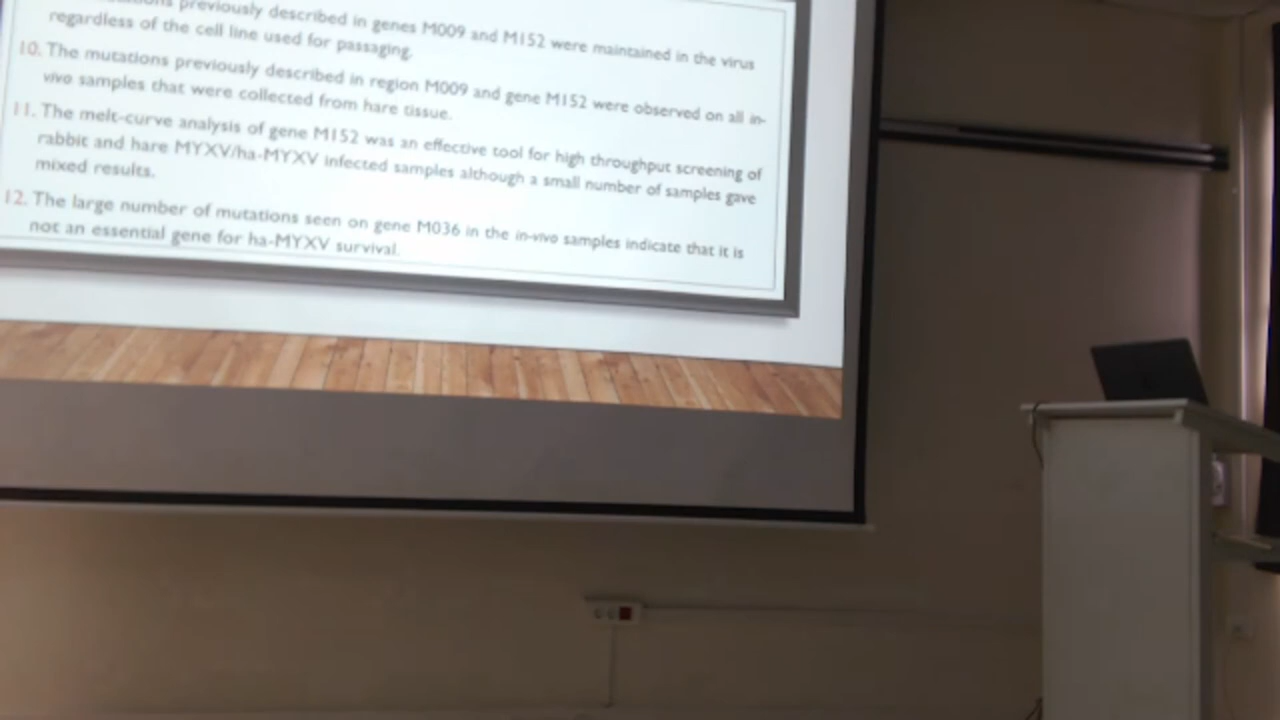 previously described in genes M009 and M152 were maintained in the virus
regardless of the cell line used for passaging.
10. The mutations previously described in region M009 and gene M152 were observed on all in-
vivo samples that were collected from hare tissue.
11. The melt-curve analysis of gene M152 was an effective tool for high throughput screening of
rabbit and hare MYXV/ha-MYXV infected samples although a small number of samples gave
mixed results.
12. The large number of mutations seen on gene M036 in the in-vivo samples indicate that it is
not an essential gene for ha-MYXV survival.